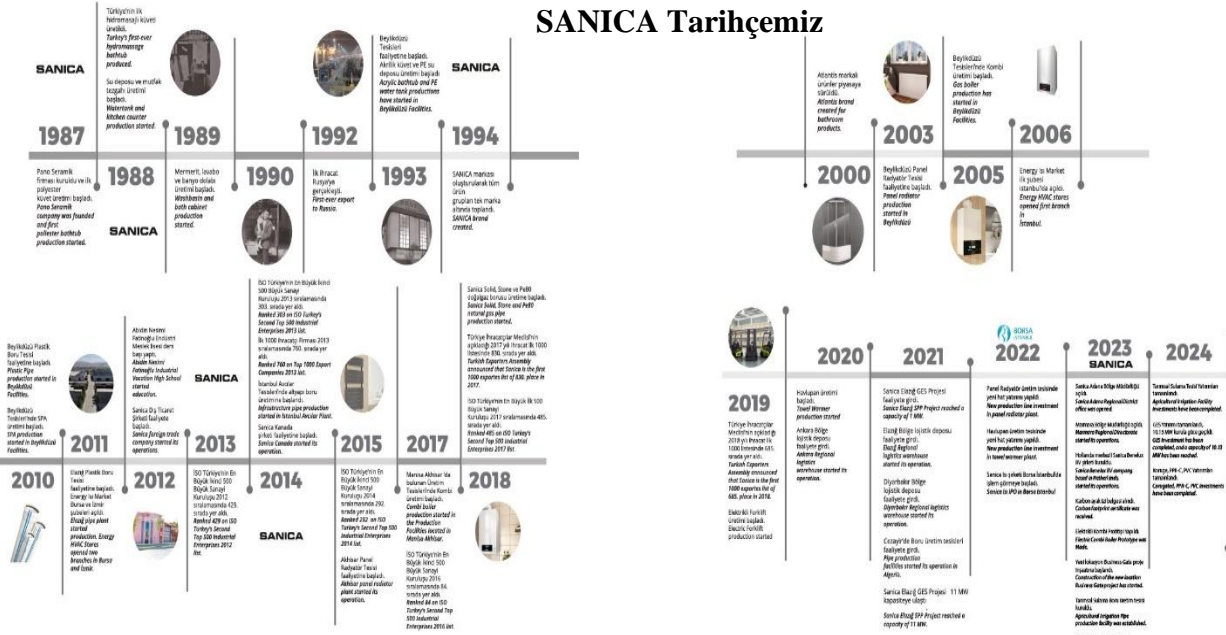 SANICA Tarihçemiz
SANICA
1987
Pano Seramik
firması kuruldu ve ilk
polyester
küvet üretimi başladı.
Pano Seramik
company was founded
and first
poliester bathtub
production started.
Türkiye'nin ilk
hidromasajlı küveti
üretildi.
Turkey's first-ever
hydromassage
bathtub
produced.
Su deposu ve mutfak
tezgahı üretimi
başladı.
Watertank and
kitchen counter
production started.
1988
SANICA
1989
Mermerit, lavabo
ve banyo dolabı
üretimi başladı.
Washbasin and
bath cabinet
production
started.
1990
1992
İlk ihracat
Rusya'ya
gerçekleşti.
First-ever export
to Russia.
Beylikdüzü
Tesisleri
faaliyetine başladı.
Akrilik küvet ve PE su
deposu üretimi başladı
Acrylic bathtub and PE
water tank productions
have started in
Beylikdüzü Facilities.
1993
SANICA
1994
SANICA markası
oluşturularak tüm
ürün
grupları tek marka
altında toplandı.
SANICA brand
created.
Atlantis markalı
ürünler piyasaya
sürüldü.
Atlantis brand
created for
bathroom
products.
2000
2003
Beylikdüzü Panel
Radyatör Tesisi
faaliyetine başladı.
Panel radiator
production
started in
Beylikdüzü
Beylikdüzü
Tesisleri'nde Kombi
üretimi başladı.
Gas boiler
production has
started in
Beylikdüzü
Facilities.
2005
2006
Energy Isı Market
ilk şubesi
İstanbul'da açıldı.
Energy HVAC stores
opened first branch
in
İstanbul.
Beylikdüzü Plastik
Boru Tesisi
faaliyetine başladı.
Plastic Pipe
production started in
Beylikdüzü
Facilities.
Beylikdüzü
Tesisleri'nde SPA
üretimi başladı.
SPA production
started in Beylikdüzü
Facilities.
2010
2011
Elazığ Plastik Boru
Tesisi
faaliyetine başladı.
Energy Isı Market
Bursa ve İzmir
şubeleri açıldı.
Elazığ pipe plant
started
production. Energy
HVAC Stores
opened two
branches in Bursa
and Izmir.
Abidin Nesimi
Fatinoğlu Endüstri
Meslek lisesi ders
başı yaptı.
Abidin Nesimi
Fatinoğlu Industrial
Vocation High School
started
education.
Sanica Dış Ticaret
Şirketi faaliyete
başladı.
Sanica foreign trade
company started its
operations.
2012
SANICA
2013
İSO Türkiye'nin En
Büyük İkinci 500
Büyük Sanayi
Kuruluşu 2012
sıralamasında 429.
sırada yer aldı.
Ranked 429 on ISO
Turkey's Second
Top 500 Industrial
Enterprises 2012
list.
İSO Türkiye'nin En Büyük İkinci
500 Büyük Sanayi
Kuruluşu 2013 sıralamasında
303. sırada yer aldı.
Ranked 303 on ISO Turkey's
Second Top 500 Industrial
Enterprises 2013 list.
İlk 1000 İhracatçı Firması 2013
sıralamasında 760. sırada yer
aldı.
Ranked 760 on Top 1000 Export
Companies 2013 list.
İstanbul Avcılar
Tesisleri'nde altyapı boru
üretimine başlandı.
Infrastructure pipe production
started in Istanbul Avcılar Plant.
Sanica Kanada
şirketi faaliyetine başladı.
Sanica Canada started its
operation.
2014
SANICA
2015
İSO Türkiye'nin En
Büyük İkinci 500
Büyük Sanayi
Kuruluşu 2014
sıralamasında 292.
sırada yer aldı.
Ranked 292 on ISO
Turkey's Second Top 500
Industrial Enterprises
2014 list.
Akhisar Panel
Radyatör Tesisi
faaliyetine başladı.
Akhisar panel radiator
plant started its
operation.
2017
Manisa Akhisar'da
bulunan Üretim
Tesislerinde Kombi
üretimi başladı.
Combi boiler
production started in
the Production
Facilities located in
Manisa Akhisar.
İSO Türkiye'nin En
Büyük İkinci 500
Büyük Sanayi
Kuruluşu 2016
sıralamasında 84.
sırada yer aldı.
Ranked 84 on ISO
Turkey's Second Top
500 Industrial
Enterprises 2016 list.
Sanica Solid, Stone ve Pe80
doğalgaz borusu üretime başladı.
Sanica Solid, Stone and Pe80
natural gas pipe
production started.
Türkiye İhracatçılar Meclisi'nin
açıkladığı 2017 yılı ihracat ilk 1000
listesinde 830. sırada yer aldı.
Turkish Exporters Assembly
announced that Sanica is the first
1000 exportes list of 830. place in
2017.
İSO Türkiye'nin En Büyük İlk 500
Büyük Sanayi
Kuruluşu 2017 sıralamasında 485.
sırada yer aldı.
Ranked 485 on ISO Turkey's
Second Top 500 Industrial
Enterprises 2017 list.
2018
2019
Türkiye İhracatçılar
Meclisi'nin açıkladığı
2018 yılı ihracat ilk
1000 listesinde 685.
sırada yer aldı.
Turkish Exporters
Assembly announced
that Sanica is the first
1000 exportes list of
685. place in 2018.
Elektrikli Forklift
üretimi başladı.
Electric Forklift
production started
2020
Havlupan üretimi
başladı.
Towel Warmer
production started
Ankara Bölge
lojistik deposu
faaliyete girdi.
Ankara Regional
logistics
warehouse started its
operation.
2021
Sanica Elazığ GES Projesi
faaliyete girdi.
Sanica Elazığ SPP Project reached a
capacity of 1 MW.
Elazığ Bölge lojistik deposu
faaliyete girdi.
Elazığ Regional
logistics warehouse
started its operation.
Diyarbakır Bölge
lojistik deposu
faaliyete girdi.
Diyarbakır Regional logistics
warehouse started its
operation.
Cezayir'de Boru üretim tesisleri
faaliyete girdi.
Pipe production
facilities started its operation in
Algeria.
Sanica Elazığ GES Projesi 11 MW
kapasiteye ulaştı
Sanica Elazığ SPP Project reached a
capacity of 11 MW.
BORSA
İSTANBUL
2022
Panel Radyatör üretim tesisinde
yeni hat yatırımı yapıldı.
New production line investment
in panel radiator plant.
Havlupan üretim tesisinde
yeni hat yatırımı yapıldı.
New production line investment
in towel warmer plant.
Sanica Isı şirketi Borsa İstanbul'da
işlem görmeye başladı.
Sanica Isı IPO in Borsa Istanbul
2023
SANICA
Sanica Adana Bölge Müdürlüğü
açıldı.
Sanica Adana Regional District
office was opened.
Marmara Bölge Müdürlüğü açıldı.
Marmara Regional Directorate
started its operations.
Hollanda merkezli Sanica Benelux
BV şirketi kuruldu.
Sanica Benelux BV company
based in Netherlands
started its operations.
Karbon ayak izi belgesi alındı.
Carbon footprint certificate was
received.
Elektrikli Kombi Prototipi Yapıldı.
Electric Combi Boiler Prototype was
Made.
Yeni lokasyon Business Gate proje
inşaatına başlandı.
Construction of the new location
Business Gate project has started.
Tarımsal Sulama Boru üretim tesisi
kuruldu.
Agricultural Irrigation Pipe
production facility was established.
2024
Tarımsal Sulama Tesisi Yatırımları
tamamlandı.
Agricultural Irrigation Facility
Investments have been completed.
GES Yatırımı tamamlandı,
10.13 MW kurulu güce geçildi.
GES Investment has been
completed, and a capacity of 10.13
MW has been reached.
Koruge, PPR-C, PVC Yatırımları
tamamlandı.
Corrugated, PPR-C, PVC Investments
have been completed.